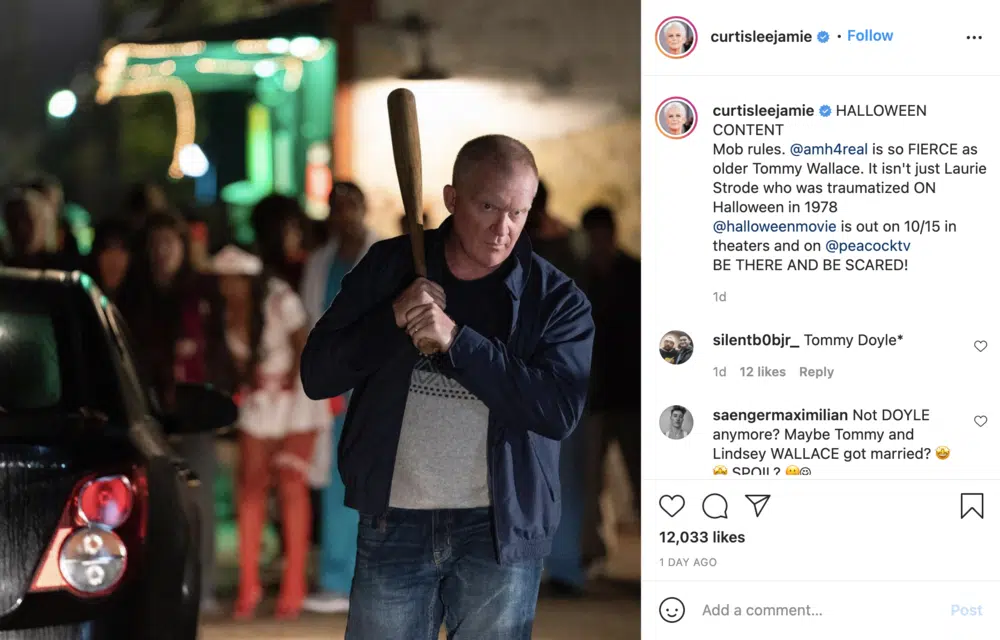 curtisleejamie • Follow
curtisleejamie HALLOWEEN
CONTENT
Mob rules. @amh4real is so FIERCE as
older Tommy Wallace. It isn't just Laurie
Strode who was traumatized ON
Halloween in 1978
@halloweenmovie is out on 10/15 in
theaters and on @peacocktv
BE THERE AND BE SCARED!
1d
silentb0bjr_ Tommy Doyle*
1d 12 likes Reply
saengermaximilian Not DOYLE
anymore? Maybe Tommy and
Lindsey WALLACE got married? 🤩
🤩 SPOIL?
12,033 likes
1 DAY AGO
Add a comment...
Post